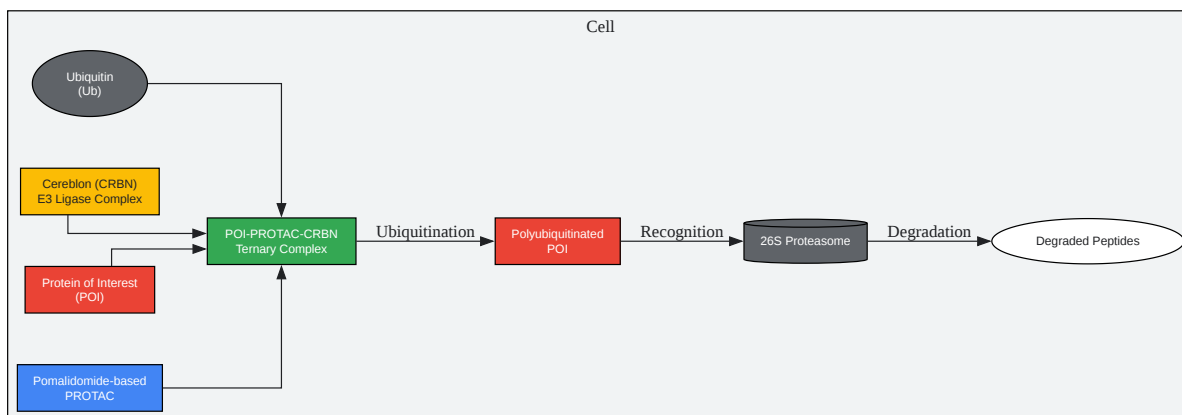 Cell
Ubiquitin
(Ub)
Cereblon (CRBN)
E3 Ligase Complex
POI-PROTAC-CRBN
Ternary Complex
Ubiquitination
Polyubiquitinated
POI
Recognition
26S Proteasome
Degradation
Degraded Peptides
Protein of Interest
(POI)
Pomalidomide-based
PROTAC